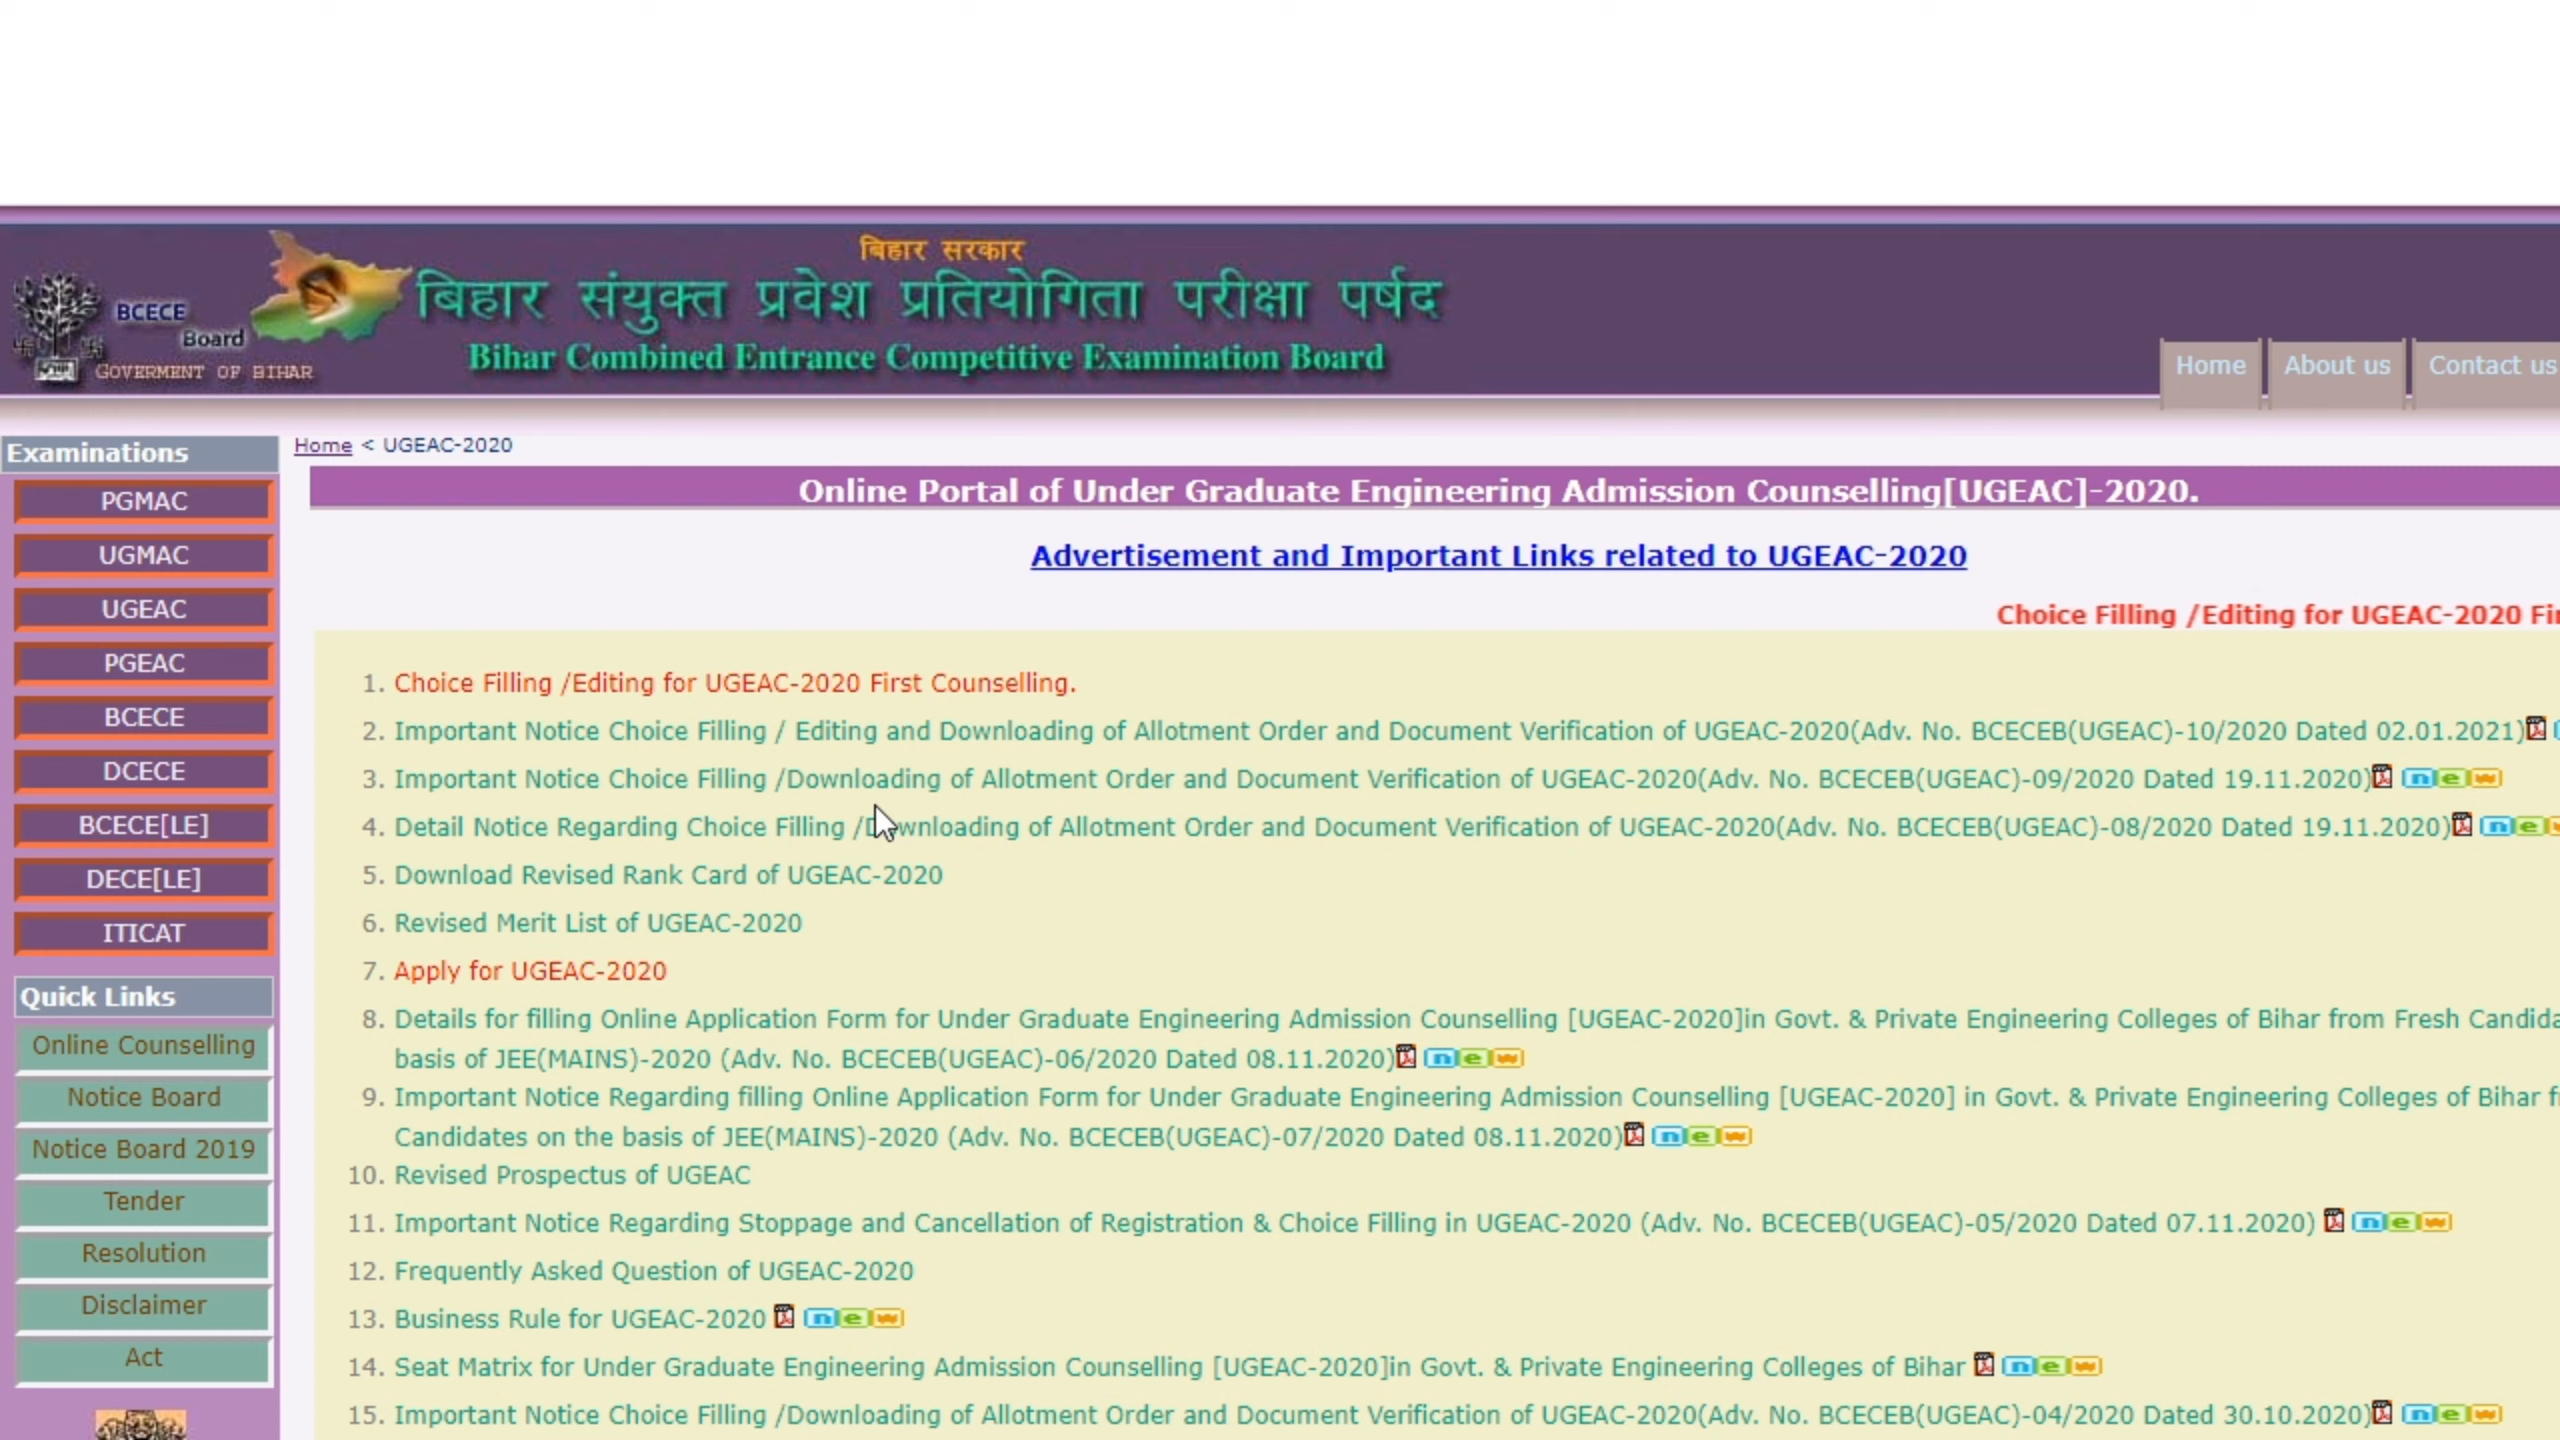 बिहार सरकार
बिहार संयुक्त प्रवेश प्रतियोगिता परीक्षा पर्षद
Bihar Combined Entrance Competitive Examination Board
BCECE
Board
GOVERMENT OF BIHAR
Home
About us
Contact us
Examinations
PGMAC
UGMAC
UGEAC
PGEAC
BCECE
DCECE
BCECE[LE]
DECE[LE]
ITICAT
Quick Links
Online Counselling
Notice Board
Notice Board 2019
Tender
Resolution
Disclaimer
Act
Home < UGEAC-2020
Online Portal of Under Graduate Engineering Admission Counselling[UGEAC]-2020.
Advertisement and Important Links related to UGEAC-2020
Choice Filling /Editing for UGEAC-2020
1. Choice Filling /Editing for UGEAC-2020 First Counselling.
2. Important Notice Choice Filling / Editing and Downloading of Allotment Order and Document Verification of UGEAC-2020(Adv. No. BCECEB(UGEAC)-10/2020 Dated 02.01.2021)
3. Important Notice Choice Filling /Downloading of Allotment Order and Document Verification of UGEAC-2020(Adv. No. BCECEB(UGEAC)-09/2020 Dated 19.11.2020) new
4. Detail Notice Regarding Choice Filling /Downloading of Allotment Order and Document Verification of UGEAC-2020(Adv. No. BCECEB(UGEAC)-08/2020 Dated 19.11.2020) new
5. Download Revised Rank Card of UGEAC-2020
6. Revised Merit List of UGEAC-2020
7. Apply for UGEAC-2020
8. Details for filling Online Application Form for Under Graduate Engineering Admission Counselling [UGEAC-2020]in Govt. & Private Engineering Colleges of Bihar from Fresh
basis of JEE(MAINS)-2020 (Adv. No. BCECEB(UGEAC)-06/2020 Dated 08.11.2020) new
9. Important Notice Regarding filling Online Application Form for Under Graduate Engineering Admission Counselling [UGEAC-2020] in Govt. & Private Engineering Colleges of Bihar
Candidates on the basis of JEE(MAINS)-2020 (Adv. No. BCECEB(UGEAC)-07/2020 Dated 08.11.2020) new
10. Revised Prospectus of UGEAC
11. Important Notice Regarding Stoppage and Cancellation of Registration & Choice Filling in UGEAC-2020 (Adv. No. BCECEB(UGEAC)-05/2020 Dated 07.11.2020) new
12. Frequently Asked Question of UGEAC-2020
13. Business Rule for UGEAC-2020 new
14. Seat Matrix for Under Graduate Engineering Admission Counselling [UGEAC-2020]in Govt. & Private Engineering Colleges of Bihar new
15. Important Notice Choice Filling /Downloading of Allotment Order and Document Verification of UGEAC-2020(Adv. No. BCECEB(UGEAC)-04/2020 Dated 30.10.2020) new